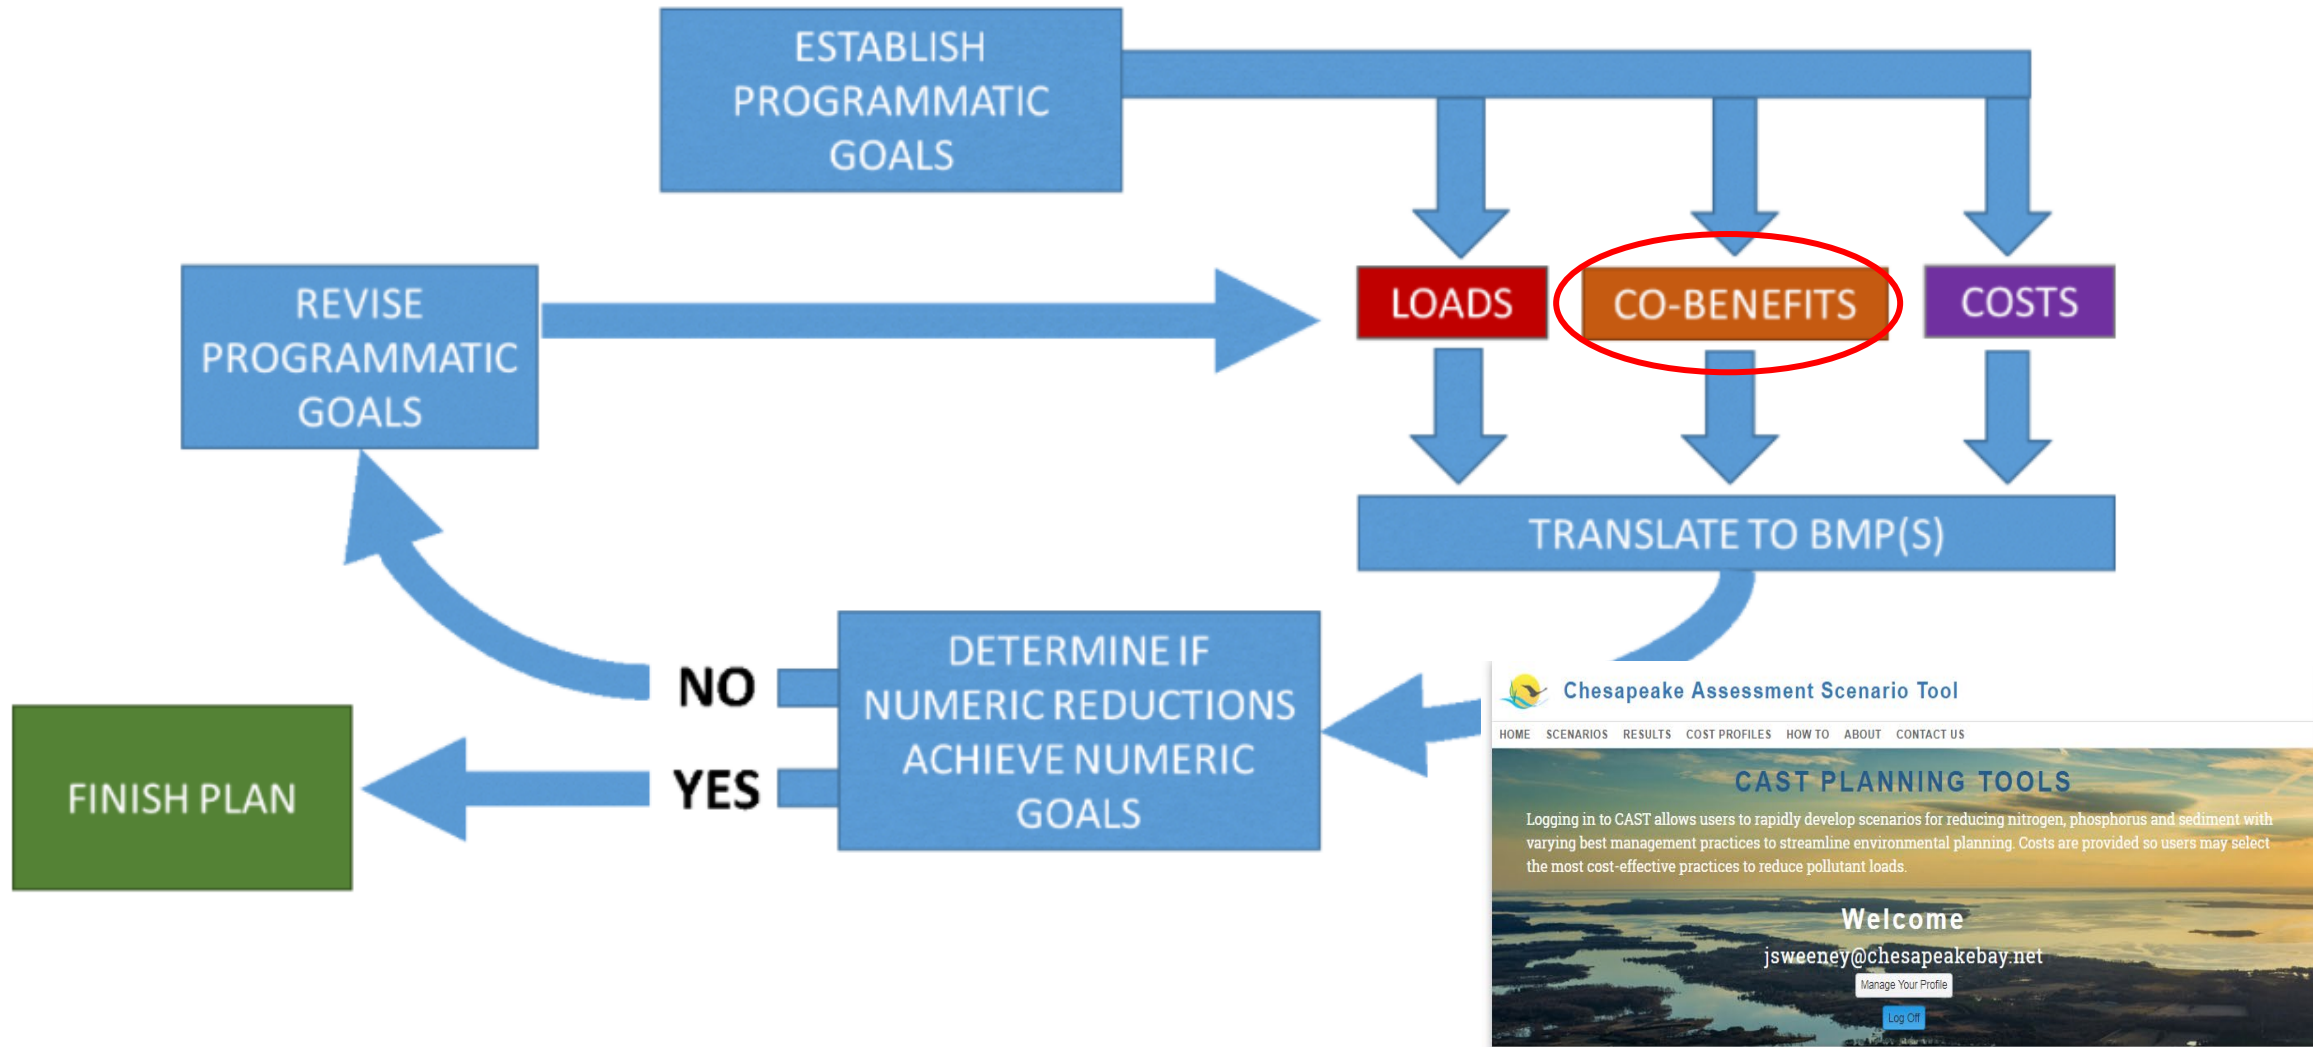 ESTABLISH
PROGRAMMATIC
GOALS
REVISE
PROGRAMMATIC
GOALS
LOADS
CO-BENEFITS
COSTS
TRANSLATE TO BMP(S)
DETERMINE IF
NUMERIC REDUCTIONS
ACHIEVE NUMERIC
GOALS
NO
YES
FINISH PLAN
Chesapeake Assessment Scenario Tool
HOME SCENARIOS RESULTS COST PROFILES HOW TO ABOUT CONTACT US
CAST PLANNING TOOLS
Logging in to CAST allows users to rapidly develop scenarios for reducing nitrogen, phosphorus and sediment with
varying best management practices to streamline environmental planning. Costs are provided so users may select
the most cost-effective practices to reduce pollutant loads.
Welcome
jsweeney@chesapeakebay.net
Manage Your Profile
Log Off